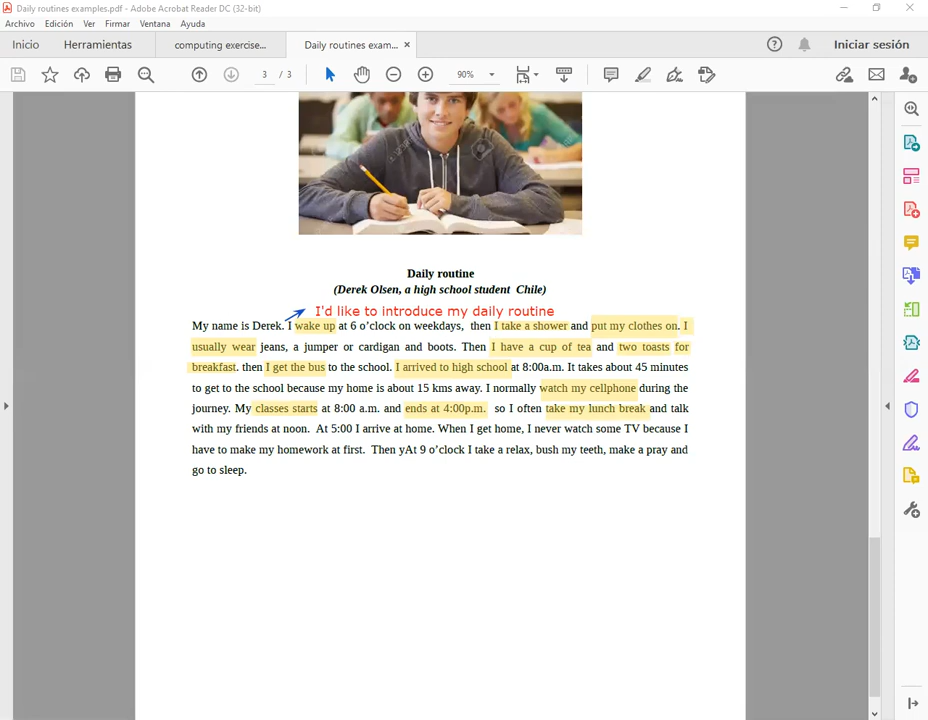 Daily routines examples.pdf - Adobe Acrobat Reader DC (32-bit)
Archivo Edición Ver Firmar Ventana Ayuda
Inicio Herramientas computing exercise... Daily routines exam... × Iniciar sesión
3 / 3 90%
Daily routine
(Derek Olsen, a high school student Chile)
I'd like to introduce my daily routine
My name is Derek. I wake up at 6 o’clock on weekdays, then I take a shower and put my clothes on. I
usually wear jeans, a jumper or cardigan and boots. Then I have a cup of tea and two toasts for
breakfast. then I get the bus to the school. I arrived to high school at 8:00a.m. It takes about 45 minutes
to get to the school because my home is about 15 kms away. I normally watch my cellphone during the
journey. My classes starts at 8:00 a.m. and ends at 4:00p.m. so I often take my lunch break and talk
with my friends at noon. At 5:00 I arrive at home. When I get home, I never watch some TV because I
have to make my homework at first. Then yAt 9 o’clock I take a relax, bush my teeth, make a pray and
go to sleep.